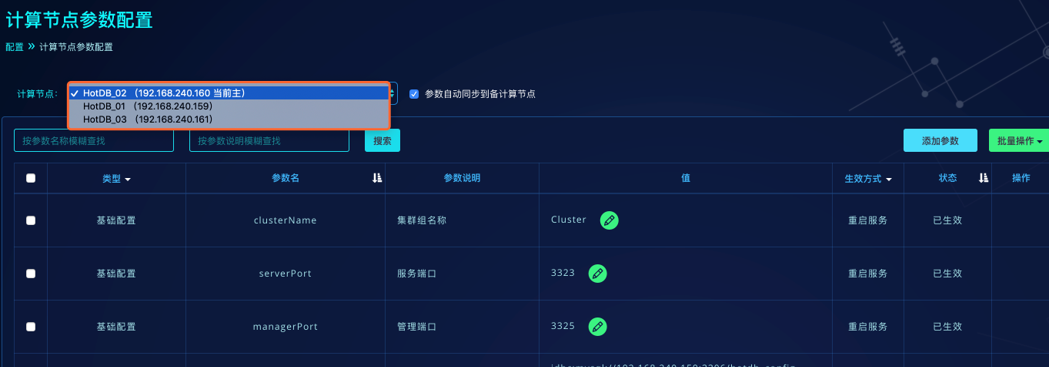 计算节点参数配置
配置 » 计算节点参数配置
计算节点： HotDB_02 （192.168.240.160 当前主） 参数自动同步到备计算节点
HotDB_01 （192.168.240.159）
HotDB_03 （192.168.240.161）
按参数名称模糊查找 按参数说明模糊查找 搜索 添加参数 批量操作
类型 参数名 参数说明 值 生效方式 状态 操作
基础配置 clusterName 集群组名称 Cluster 重启服务 已生效
基础配置 serverPort 服务端口 3323 重启服务 已生效
基础配置 managerPort 管理端口 3325 重启服务 已生效